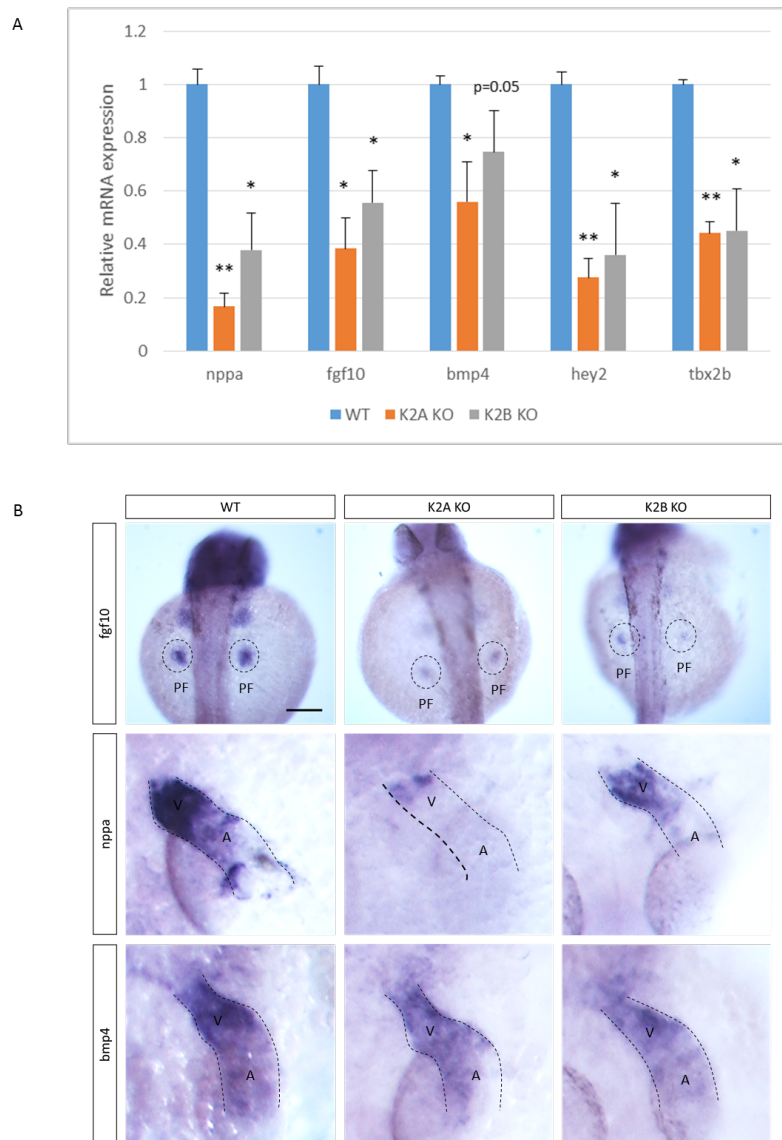 A
Relative mRNA expression
1.2
1
0.8
0.6
0.4
0.2
0
** *
* *
* p=0.05
** *
** *
nppa fgf10 bmp4 hey2 tbx2b
WT K2A KO K2B KO
B
WT K2A KO K2B KO
fgf10
PF PF PF PF PF PF
nppa
V A V A V A
bmp4
V A V A V A